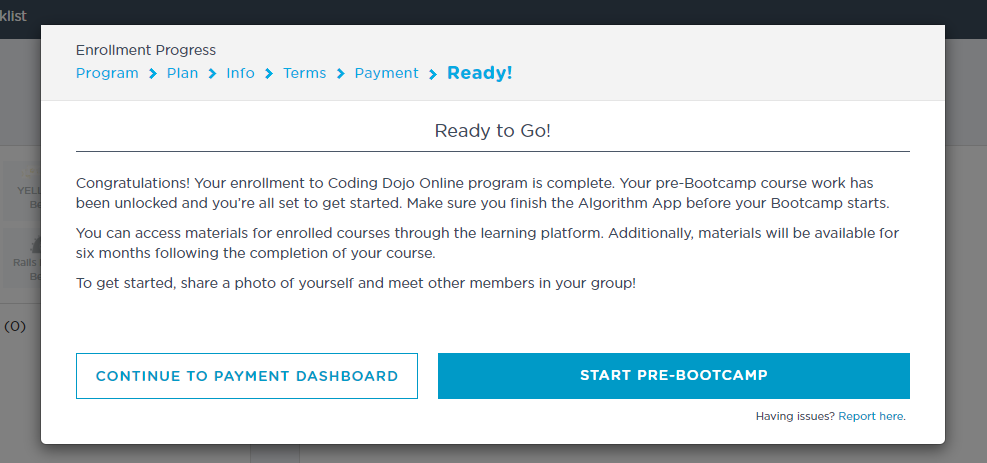 klist
Enrollment Progress
Program > Plan > Info > Terms > Payment > Ready!
Ready to Go!
Congratulations! Your enrollment to Coding Dojo Online program is complete. Your pre-Bootcamp course work has
been unlocked and you're all set to get started. Make sure you finish the Algorithm App before your Bootcamp starts.
You can access materials for enrolled courses through the learning platform. Additionally, materials will be available for
six months following the completion of your course.
To get started, share a photo of yourself and meet other members in your group!
YELL
Be
Rails
Be
(0)
CONTINUE TO PAYMENT DASHBOARD
START PRE-BOOTCAMP
Having issues? Report here.